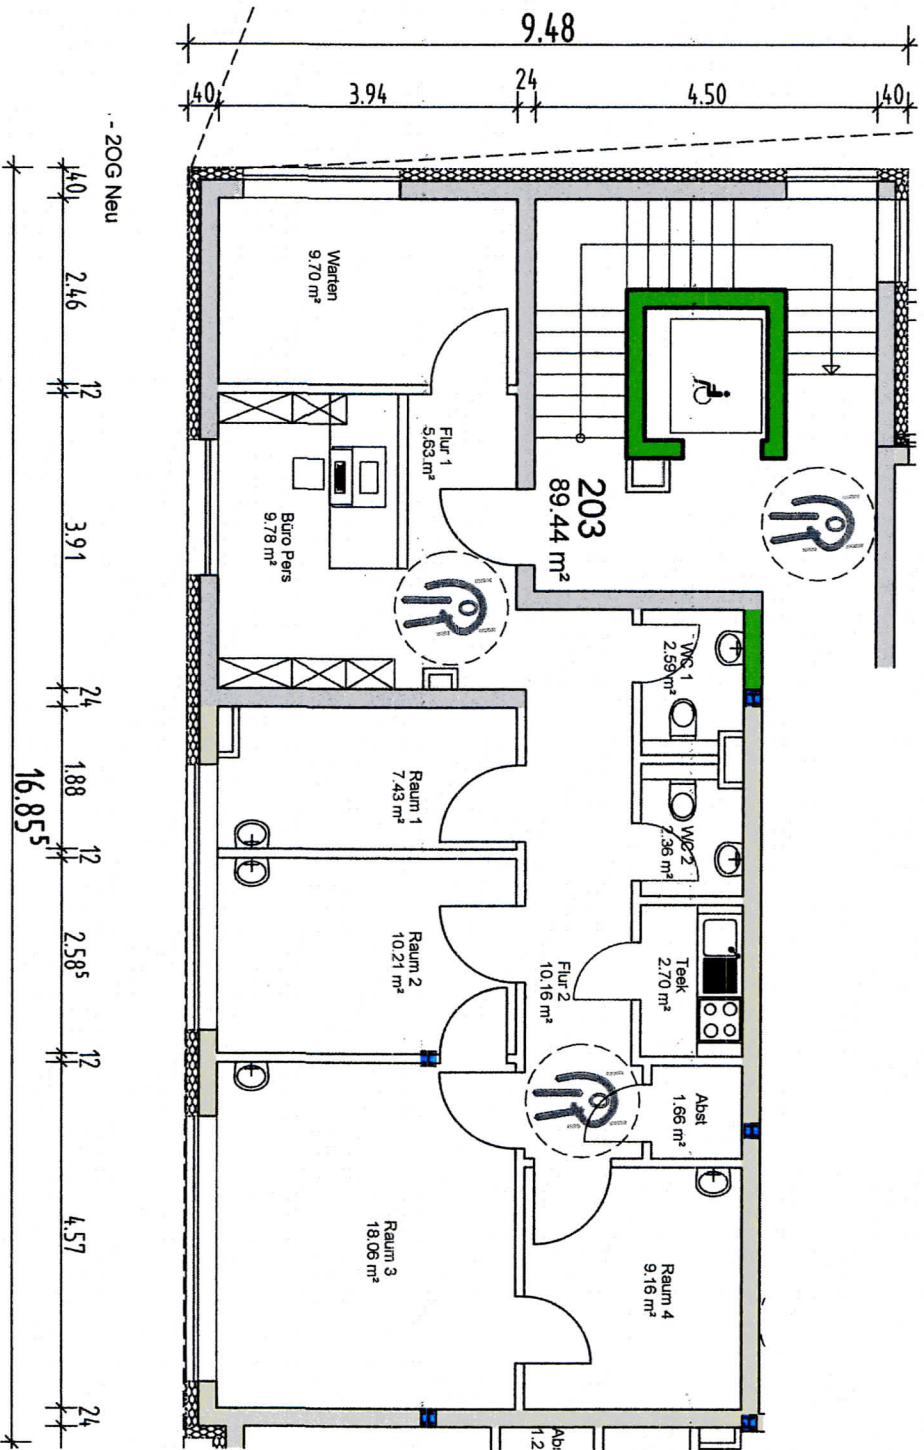 9.48
40
3.94
24
4.50
40
- 2OG Neu
40
2.46
12
3.91
24
1.88
12
2.58⁵
12
4.57
24
16.85⁵
Warten
9.70 m²
Flur 1
5.63 m²
203
89.44 m²
Büro Pers
9.78 m²
WC 1
2.59 m²
WC 2
2.36 m²
Raum 1
7.43 m²
Raum 2
10.21 m²
Flur 2
10.16 m²
Teek
2.70 m²
Abst
1.66 m²
Raum 3
18.06 m²
Raum 4
9.16 m²
Abs
1.2